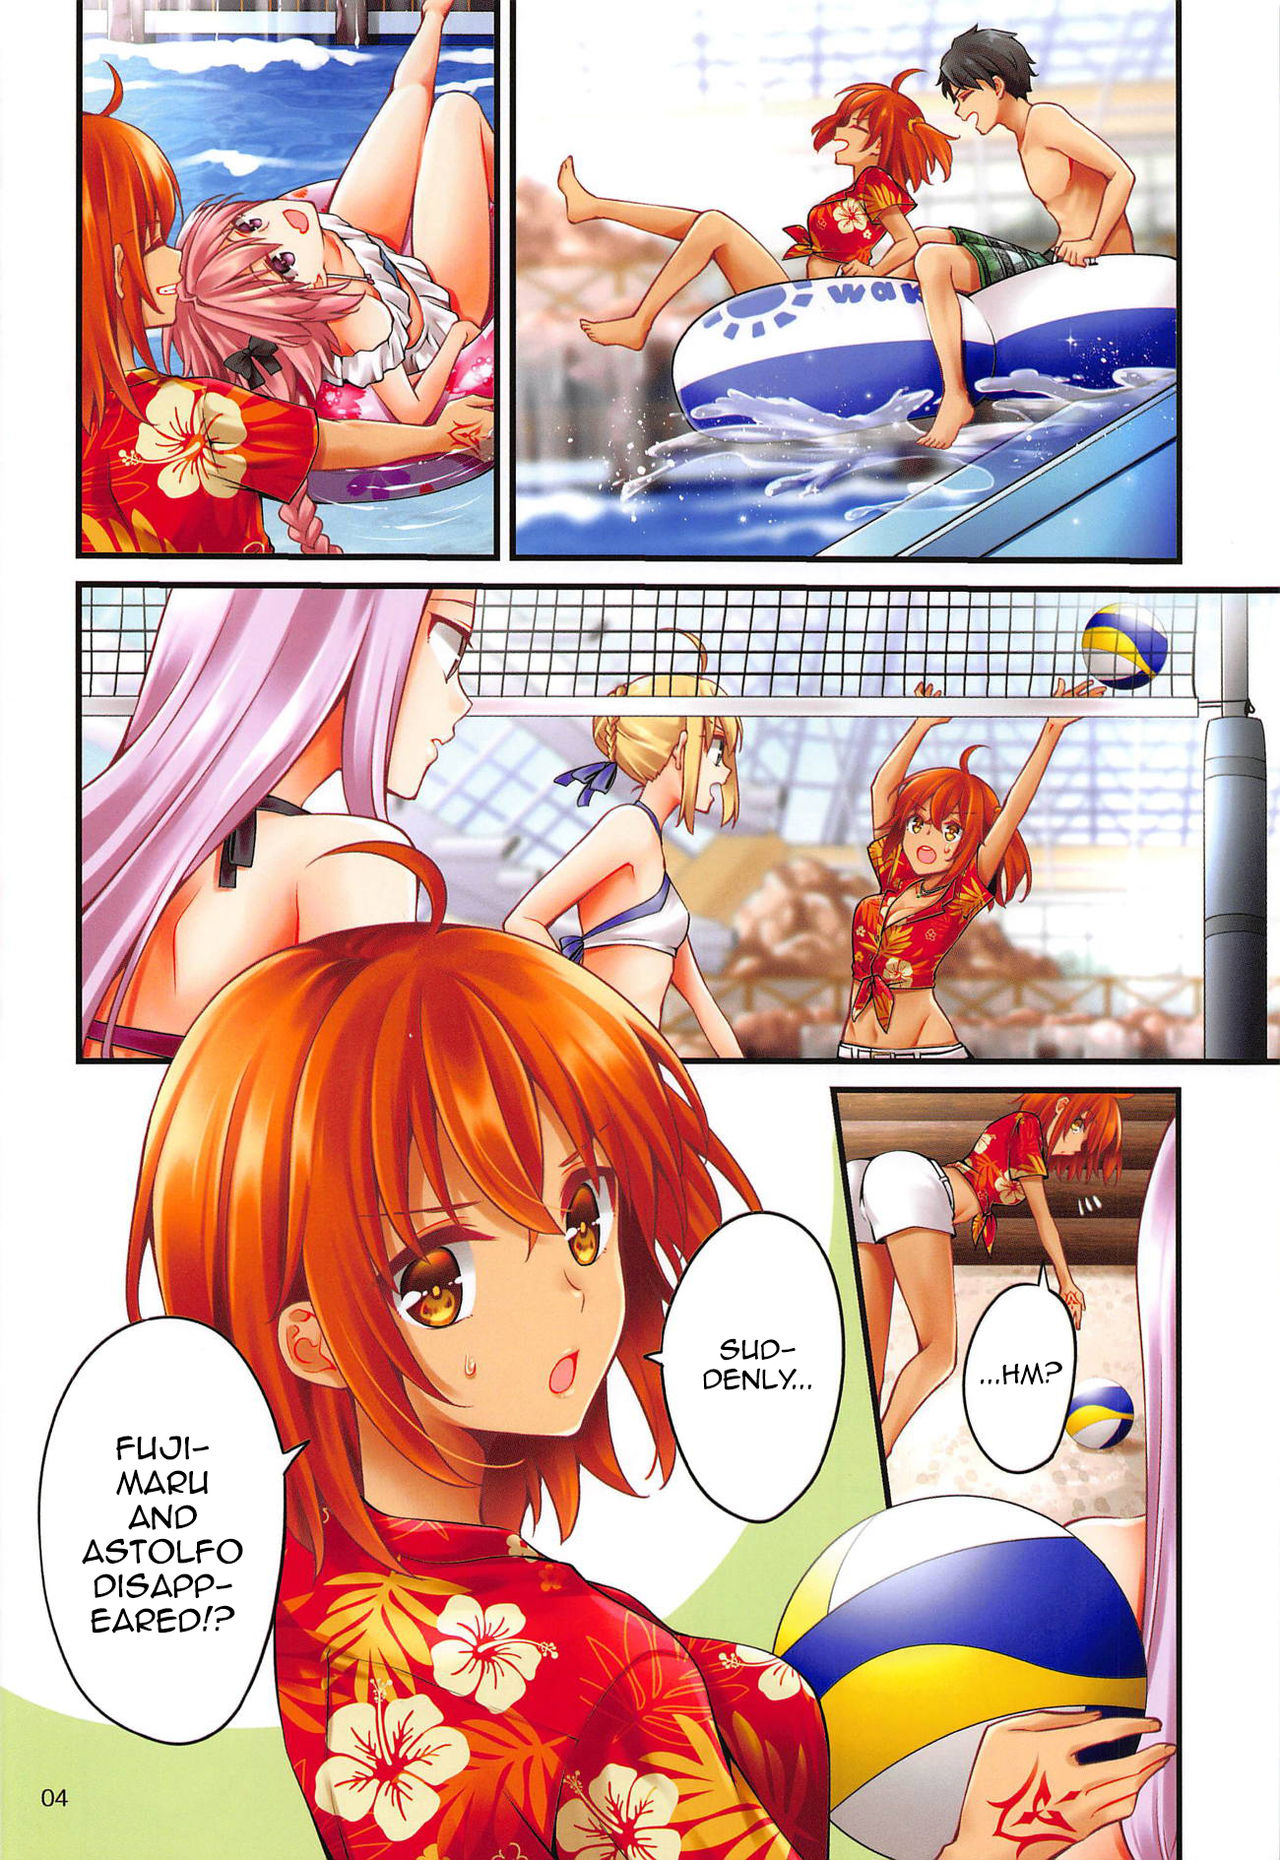 wak
...HM?
SUD-
DENLY...
FUJI-
MARU
AND
ASTOLFO
DISAPP-
EARED!?
04